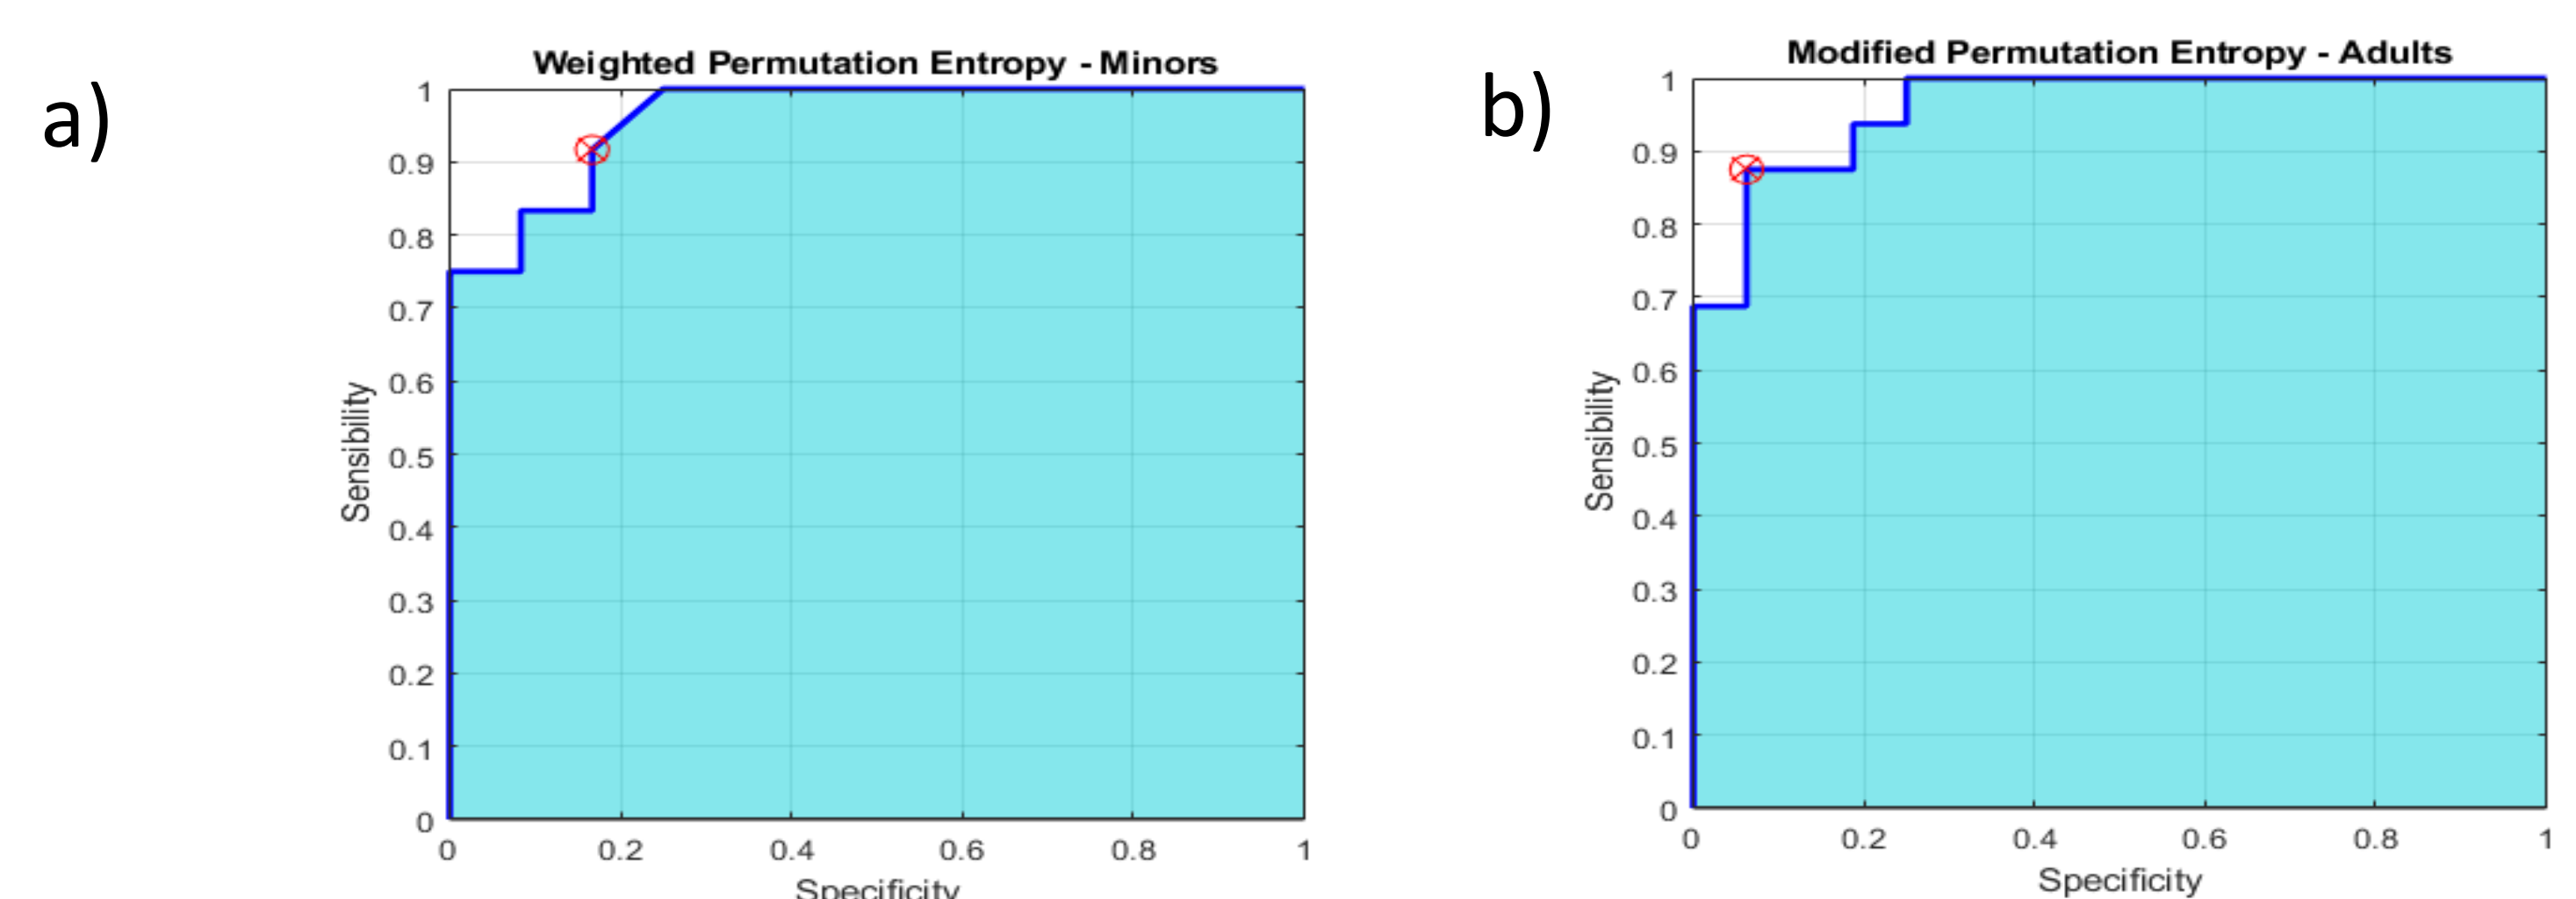 a)
Weighted Permutation Entropy - Minors
1
0.9
0.8
0.7
0.6
0.5
0.4
0.3
0.2
0.1
0
Sensibility
0 0.2 0.4 0.6 0.8 1
Specificity
b)
Modified Permutation Entropy - Adults
1
0.9
0.8
0.7
0.6
0.5
0.4
0.3
0.2
0.1
0
Sensibility
0 0.2 0.4 0.6 0.8 1
Specificity